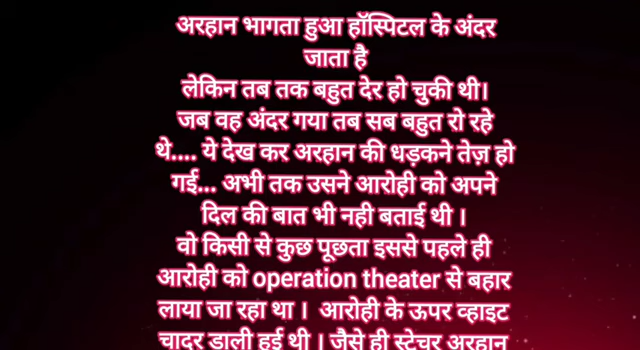 अरहान भागता हुआ हॉस्पिटल के अंदर
जाता है
लेकिन तब तक बहुत देर हो चुकी थी।
जब वह अंदर गया तब सब बहुत रो रहे
थे.... ये देख कर अरहान की धड़कने तेज़ हो
गई... अभी तक उसने आरोही को अपने
दिल की बात भी नही बताई थी ।
वो किसी से कुछ पूछता इससे पहले ही
आरोही को operation theater से बहार
लाया जा रहा था । आरोही के ऊपर व्हाइट
चादर डाली हुई थी । जैसे ही स्ट्रेचर अरहान